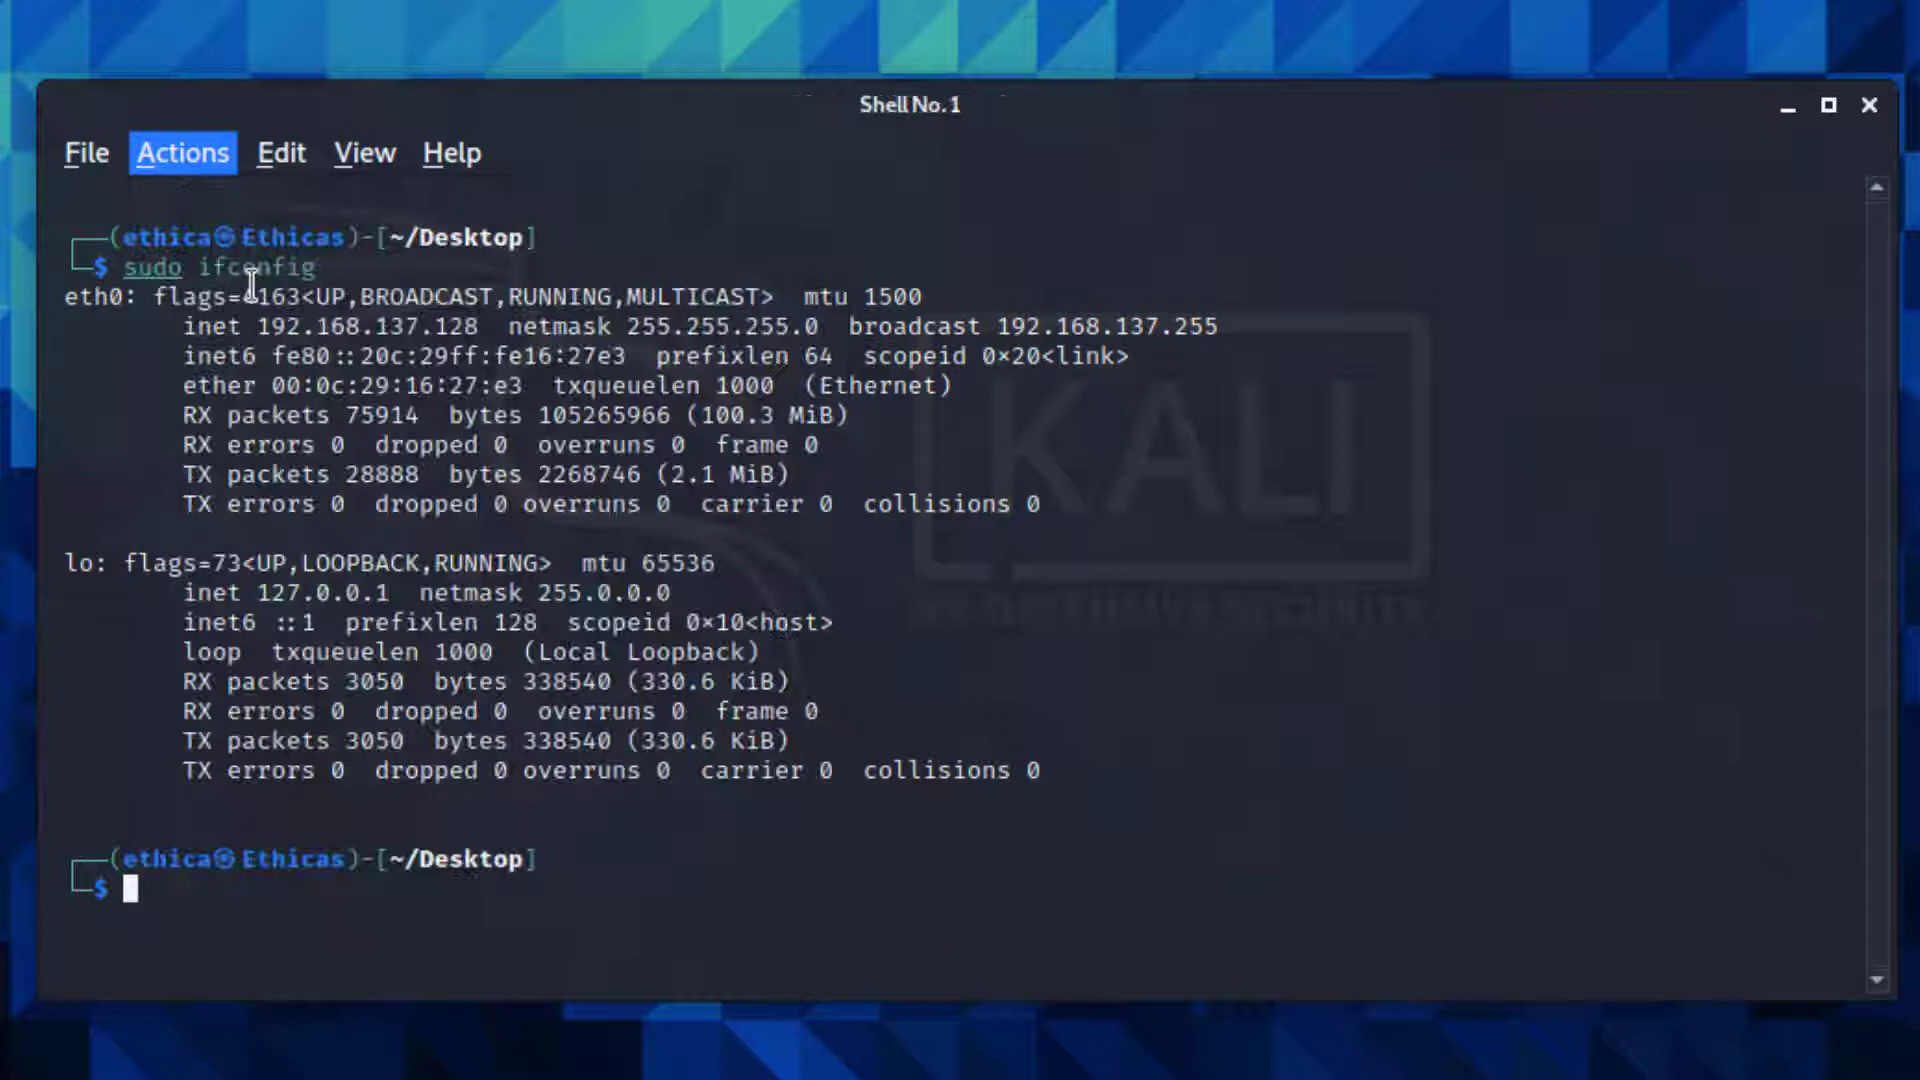 Shell No. 1
File Actions Edit View Help
(ethica㉿Ethicas)-[~/Desktop]
$ sudo ifconfig
eth0: flags=4163<UP,BROADCAST,RUNNING,MULTICAST>  mtu 1500
inet 192.168.137.128  netmask 255.255.255.0  broadcast 192.168.137.255
inet6 fe80::20c:29ff:fe16:27e3  prefixlen 64  scopeid 0×20<link>
ether 00:0c:29:16:27:e3  txqueuelen 1000  (Ethernet)
RX packets 75914  bytes 105265966 (100.3 MiB)
RX errors 0  dropped 0  overruns 0  frame 0
TX packets 28888  bytes 2268746 (2.1 MiB)
TX errors 0  dropped 0 overruns 0  carrier 0  collisions 0
lo: flags=73<UP,LOOPBACK,RUNNING>  mtu 65536
inet 127.0.0.1  netmask 255.0.0.0
inet6 ::1  prefixlen 128  scopeid 0×10<host>
loop  txqueuelen 1000  (Local Loopback)
RX packets 3050  bytes 338540 (330.6 KiB)
RX errors 0  dropped 0  overruns 0  frame 0
TX packets 3050  bytes 338540 (330.6 KiB)
TX errors 0  dropped 0 overruns 0  carrier 0  collisions 0
(ethica㉿Ethicas)-[~/Desktop]
$
KALI
BY OFFENSIVE SECURITY